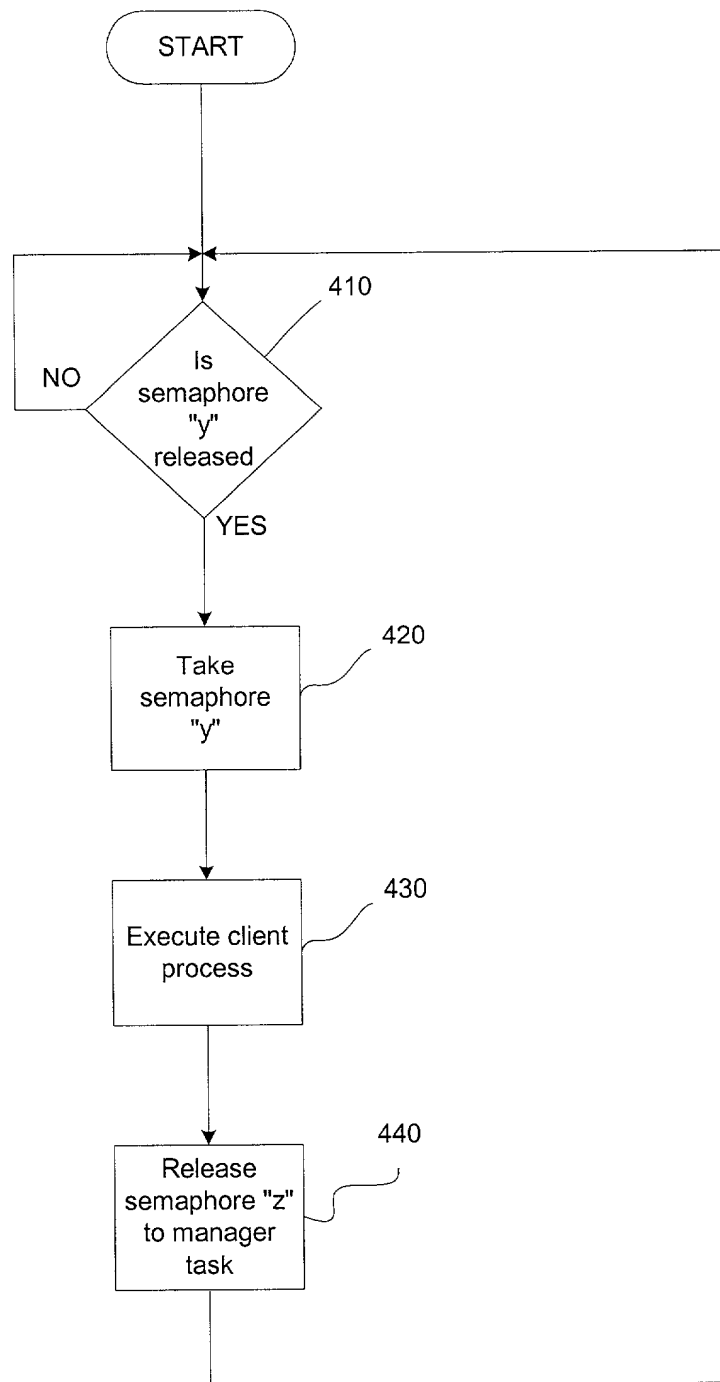 START
410
Is
semaphore
"y"
released
NO
YES
420
Take
semaphore
"y"
430
Execute client
process
440
Release
semaphore "z"
to manager
task